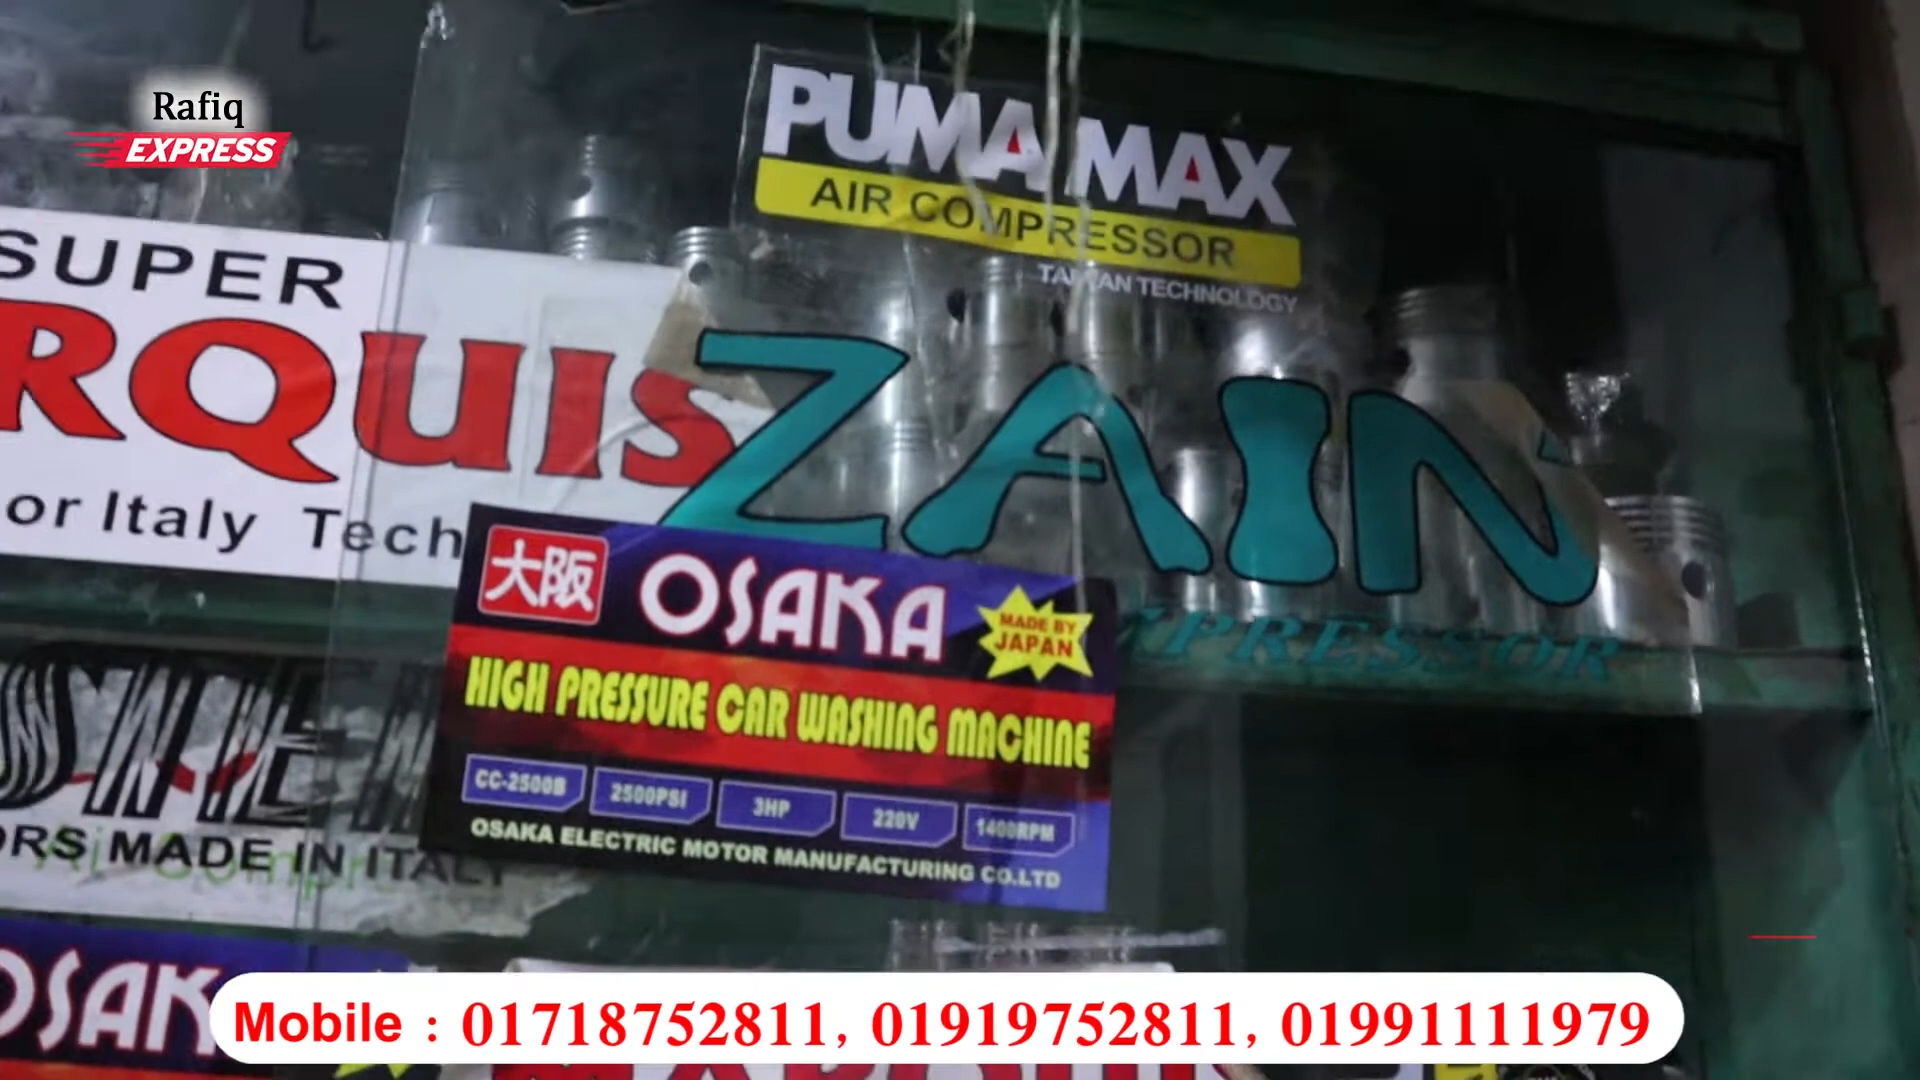 Rafiq
EXPRESS
PUMA MAX
AIR COMPRESSOR
TAIWAN TECHNOLOGY
SUPER
RQUIS
or Italy Tech
ZAIN
PRESSOR
大阪 OSAKA
MADE BY
JAPAN
HIGH PRESSURE CAR WASHING MACHINE
CC-2500B 2500PSI 3HP 220V 1400RPM
OSAKA ELECTRIC MOTOR MANUFACTURING CO.LTD
ORS MADE IN ITALY
OSAK
Mobile : 01718752811, 01919752811, 01991111979